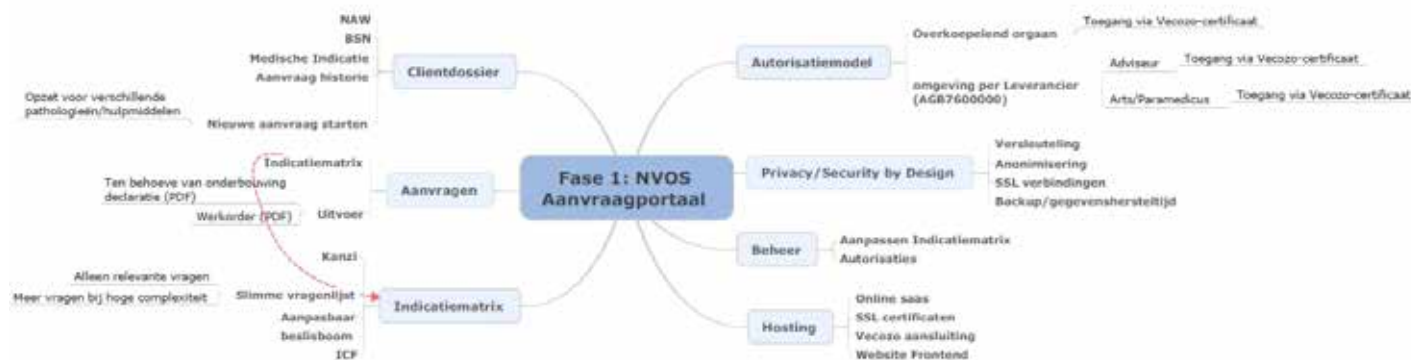 Fase 1: NVOS
Aanvraagportaal
Clientdossier
NAW
BSN
Medische Indicatie
Aanvraag historie
Nieuwe aanvraag starten
Opzet voor verschillende
pathologieën/hulpmiddelen
Aanvragen
Indicatiematrix
Uitvoer
Ten behoeve van onderbouwing
declaratie (PDF)
Werkorder (PDF)
Indicatiematrix
Kanzi
Slimme vragenlijst
Alleen relevante vragen
Meer vragen bij hoge complexiteit
Aanpasbaar
beslisboom
ICF
Autorisatiemodel
Overkoepelend orgaan
Toegang via Vecozo-certificaat
omgeving per Leverancier
(AGB7600000)
Adviseur
Toegang via Vecozo-certificaat
Arts/Paramedicus
Toegang via Vecozo-certificaat
Privacy/Security by Design
Versleuteling
Anonimisering
SSL verbindingen
Backup/gegevenshersteltijd
Beheer
Aanpassen Indicatiematrix
Autorisaties
Hosting
Online saas
SSL certificaten
Vecozo aansluiting
Website Frontend